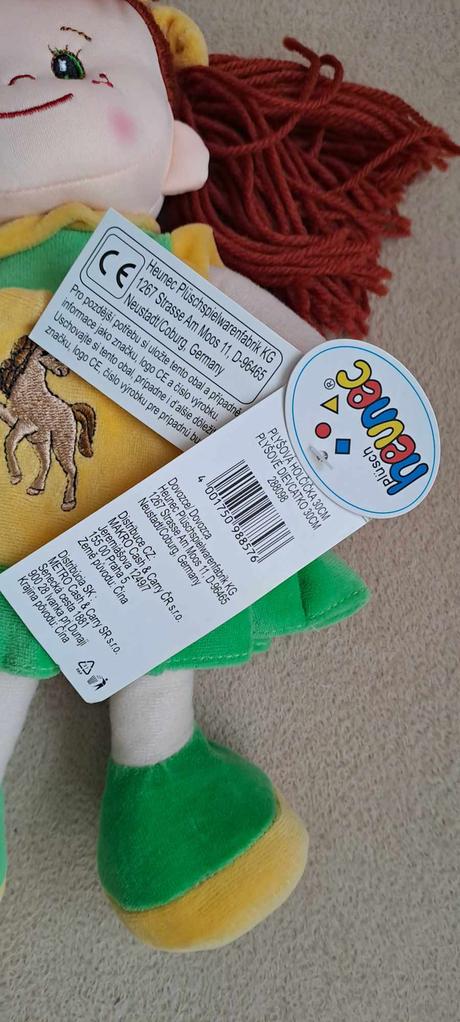 CE
Heunec Plüschspielwarenfabrik KG
1267 Strasse Am Moos 11, D-96465
Neustadt/Coburg, Germany
Pro pozdější potřebu si uložte tento obal a případné
informace jako značku, logo CE a číslo výrobku.
Uschovajte si tento obal, prípadne i ďalšie dôležit
značku, logo CE, číslo výrobku pre prípadnú bu
plüsch
heunec
®
PLYŠOVÁ HOLČIČKA 30CM
PLYŠOVÉ DIEVČATKO 30CM
288098
4 001750 988576
Dovozce/ Dovozca
Heunec Plüschspielwarenfabrik KG
1267 Strasse Am Moos 11, D-96465
Neustadt/Coburg, Germany
Distribuce CZ:
MAKRO Cash & Carry ČR s.r.o.
Jeremiášova 1249/7
155 00 Praha 5
Země původu Čína
Distribúcia SK:
METRO Cash & Carry SR s.r.o.
Senecká cesta 1881
900 28 Ivanka pri Dunaji
Krajina pôvodu Čína